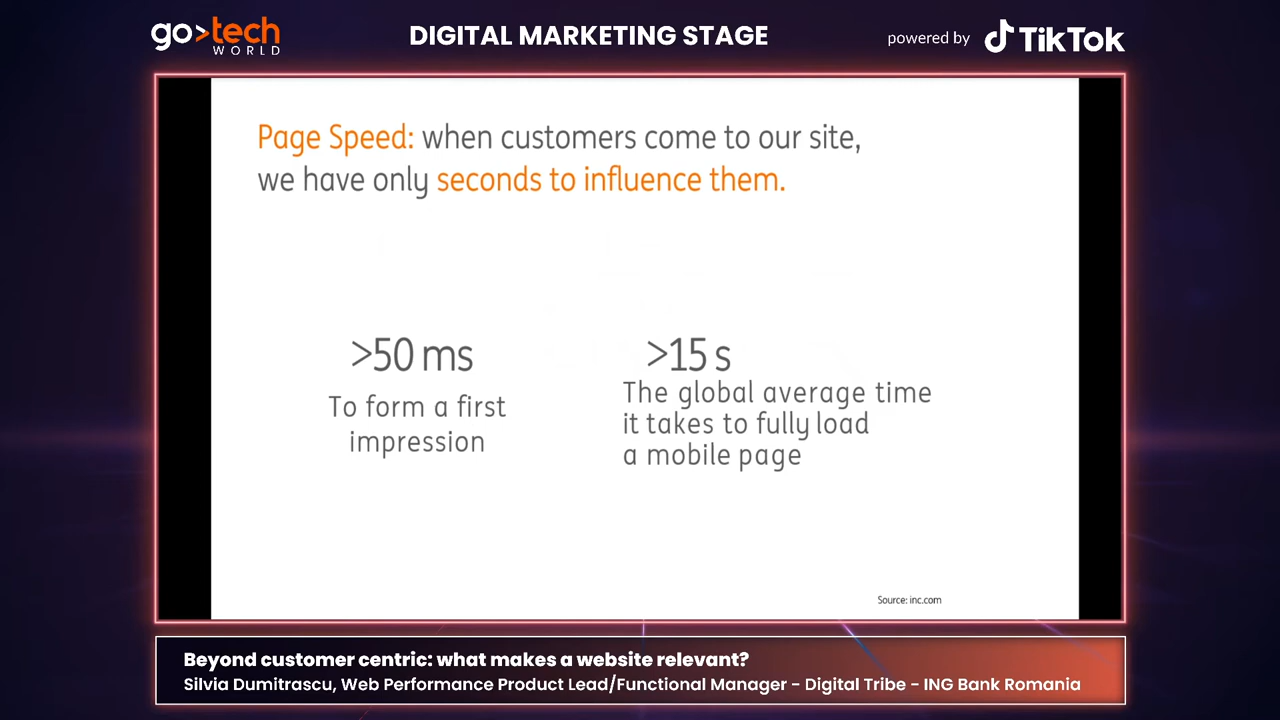 go>tech
WORLD
DIGITAL MARKETING STAGE
powered by
TikTok
Page Speed: when customers come to our site,
we have only seconds to influence them.
>50 ms
To form a first
impression
>15 s
The global average time
it takes to fully load
a mobile page
Source: inc.com
Beyond customer centric: what makes a website relevant?
Silvia Dumitrascu, Web Performance Product Lead/Functional Manager - Digital Tribe - ING Bank Romania